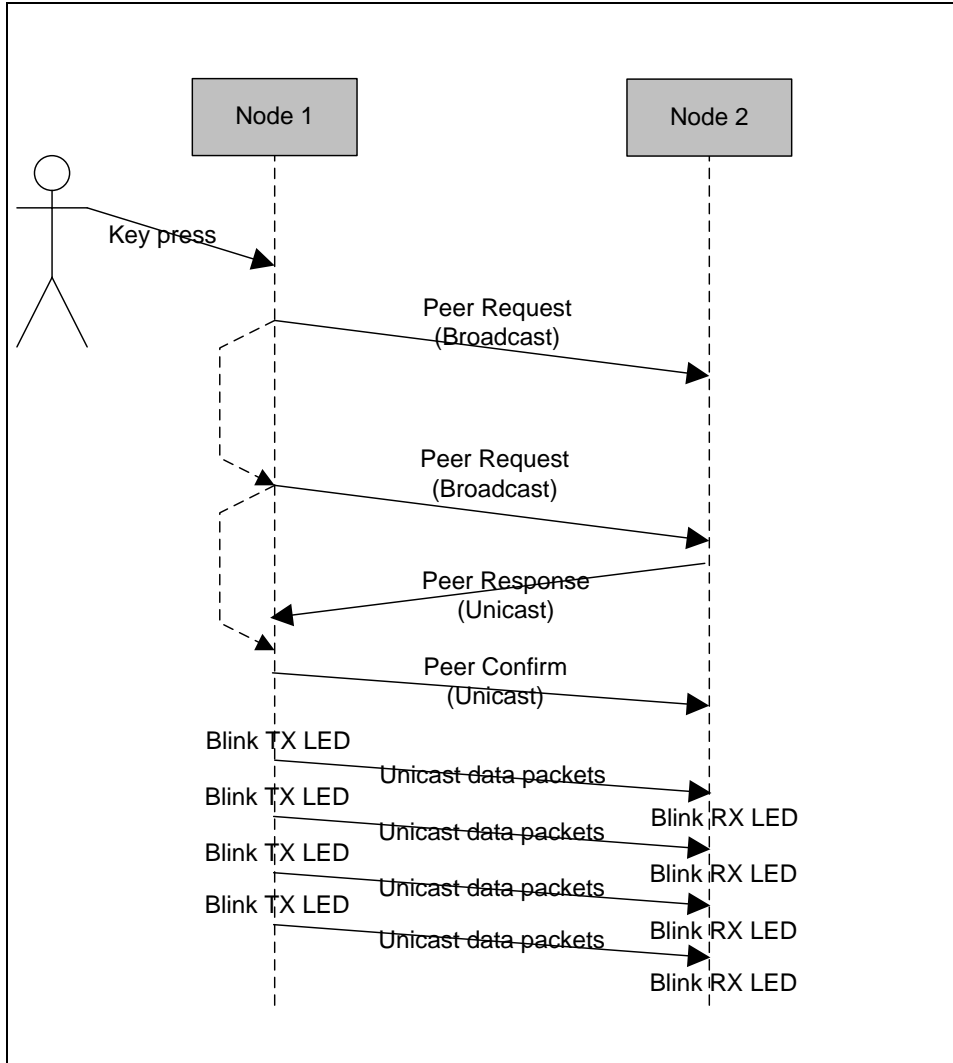 Node 1
Node 2
Key press
Peer Request
(Broadcast)
Peer Request
(Broadcast)
Peer Response
(Unicast)
Peer Confirm
(Unicast)
Blink TX LED
Unicast data packets
Blink TX LED
Blink RX LED
Unicast data packets
Blink TX LED
Blink RX LED
Unicast data packets
Blink TX LED
Blink RX LED
Unicast data packets
Blink RX LED